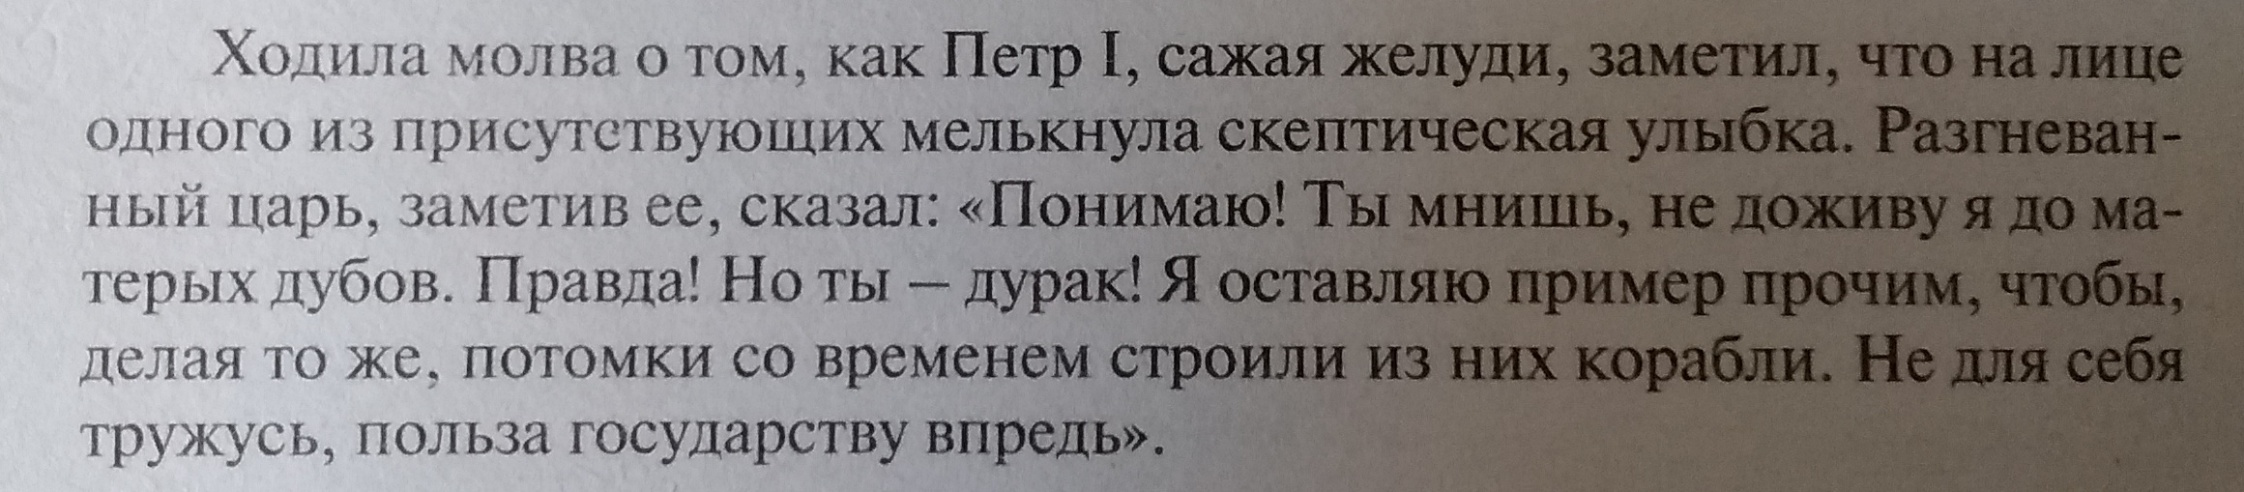 Ходила молва о том, как Петр I, сажая желуди, заметил, что на лице
одного из присутствующих мелькнула скептическая улыбка. Разгневан-
ный царь, заметив ее, сказал: «Понимаю! Ты мнишь, не доживу я до ма-
терых дубов. Правда! Но ты — дурак! Я оставляю пример прочим, чтобы,
делая то же, потомки со временем строили из них корабли. Не для себя
тружусь, польза государству впредь».